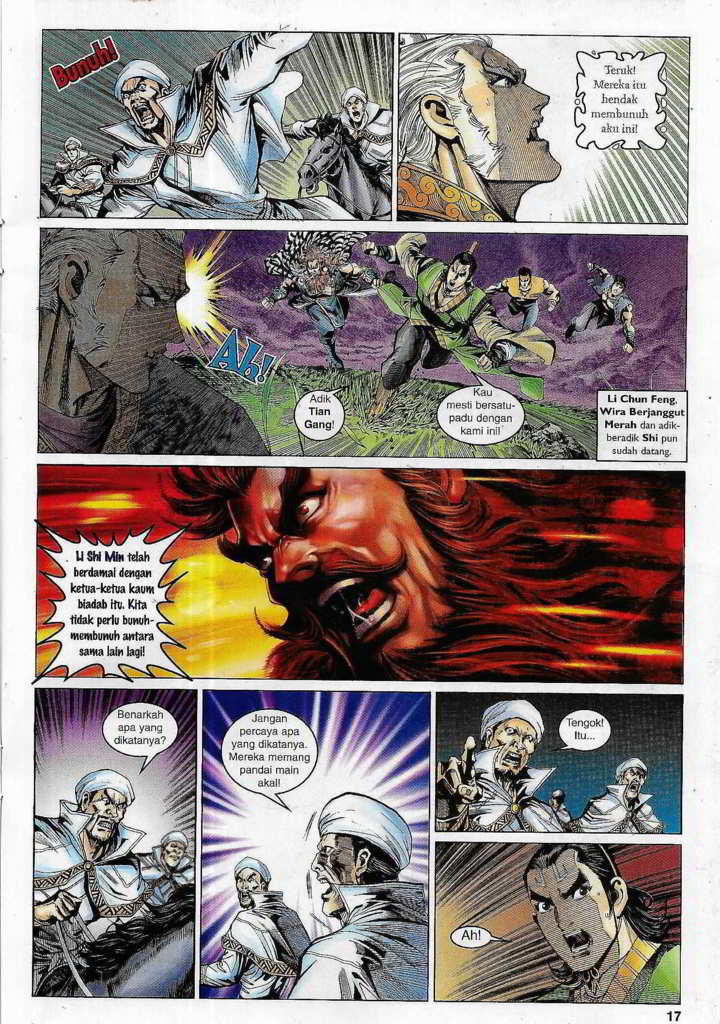 Bunuh!
Teruk!
Mereka itu
hendak
membunuh
aku ini!
Ah!
Adik
Tian
Gang!
Kau
mesti bersatu-
padu dengan
kami ini!
Li Chun Feng,
Wira Berjanggut
Merah dan adik-
beradik Shi pun
sudah datang.
Li Shi Min telah
berdamai dengan
ketua-ketua kaum
biadab itu. Kita
tidak perlu bunuh-
membunuh antara
sama lain lagi!
Benarkah
apa yang
dikatanya?
Jangan
percaya apa
yang dikatanya.
Mereka memang
pandai main
akal!
Tengok!
Itu...
Ah!
17